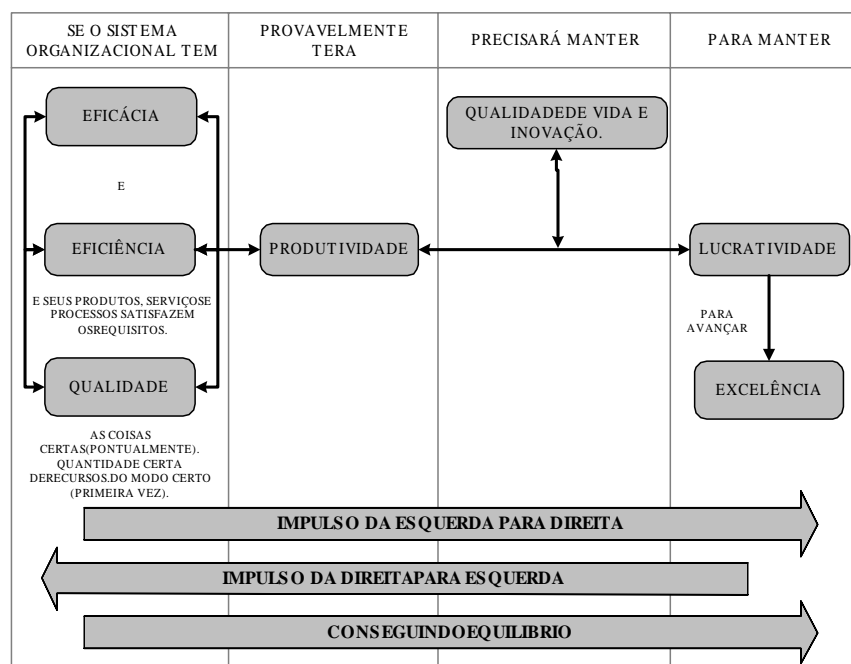 SE O SISTEMA
ORGANIZACIONAL TEM
PROVAVELMENTE
TERA
PRECISARÁ MANTER
PARA MANTER
EFICÁCIA
QUALIDADEDE VIDA E
INOVAÇÃO.
E
EFICIÊNCIA
PRODUTIVIDADE
LUCRATIVIDADE
E SEUS PRODUTOS, SERVIÇOSE
PROCESSOS SATISFAZEM
OSREQUISITOS.
PARA
AVANÇAR
QUALIDADE
EXCELÊNCIA
AS COISAS
CERTAS(PONTUALMENTE).
QUANTIDADE CERTA
DERECURSOS.DO MODO CERTO
(PRIMEIRA VEZ).
IMPULSO DA ESQUERDA PARA DIREITA
IMPULSO DA DIREITAPARA ESQUERDA
CONSEGUINDOEQUILIBRIO